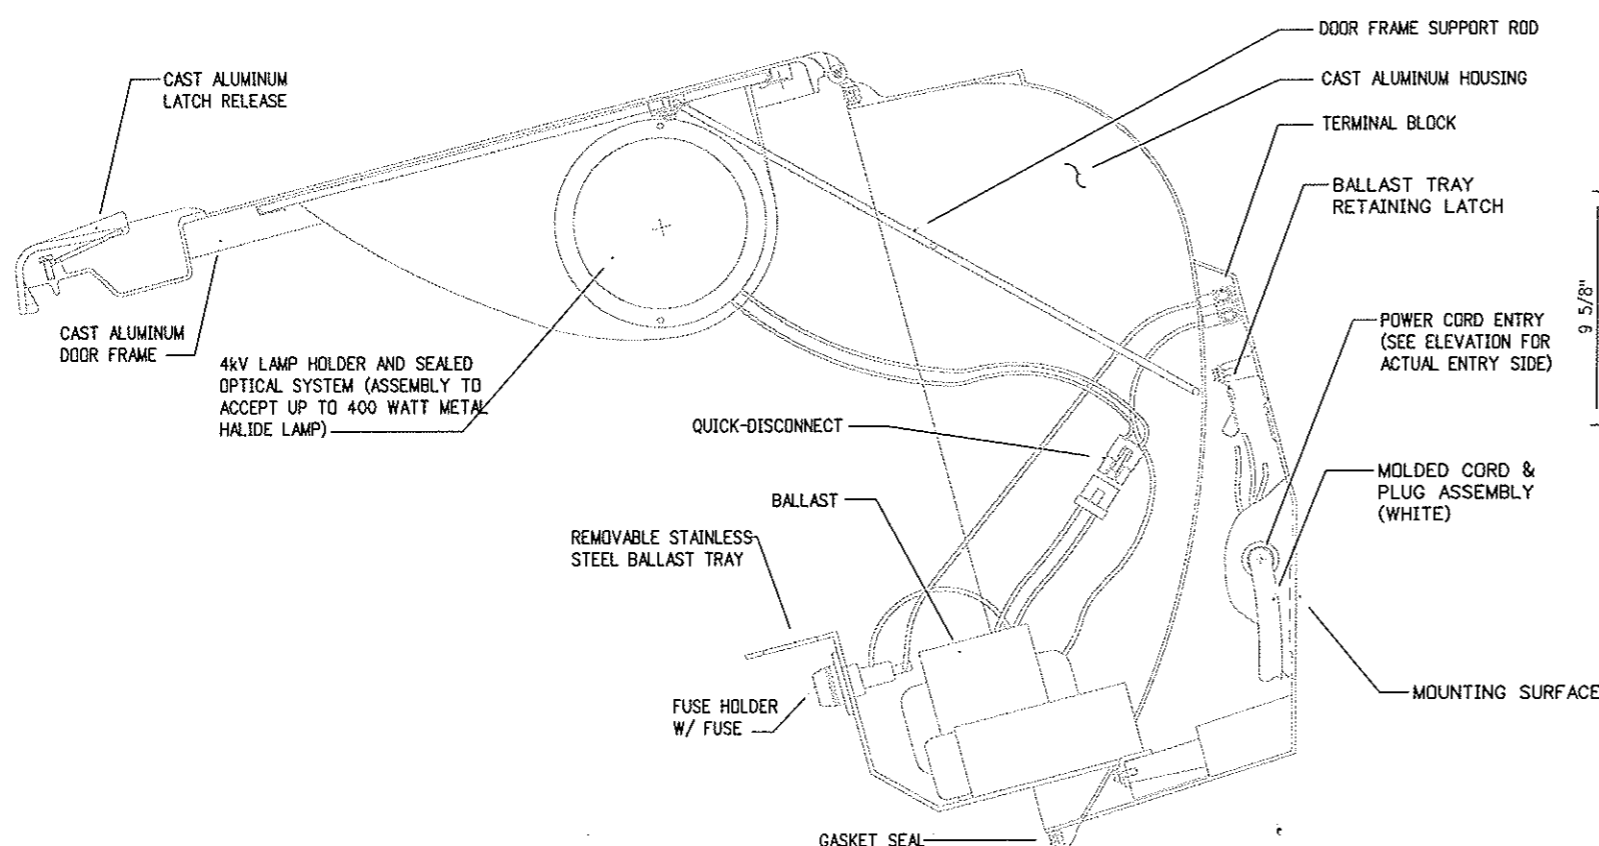 DOOR FRAME SUPPORT ROD
CAST ALUMINUM
LATCH RELEASE
CAST ALUMINUM HOUSING
TERMINAL BLOCK
BALLAST TRAY
RETAINING LATCH
9 5/8"
CAST ALUMINUM
DOOR FRAME
POWER CORD ENTRY
(SEE ELEVATION FOR
ACTUAL ENTRY SIDE)
4kV LAMP HOLDER AND SEALED
OPTICAL SYSTEM (ASSEMBLY TO
ACCEPT UP TO 400 WATT METAL
HALIDE LAMP)
QUICK-DISCONNECT
MOLDED CORD &
PLUG ASSEMBLY
(WHITE)
BALLAST
REMOVABLE STAINLESS
STEEL BALLAST TRAY
MOUNTING SURFACE
FUSE HOLDER
W/ FUSE
GASKET SEAL